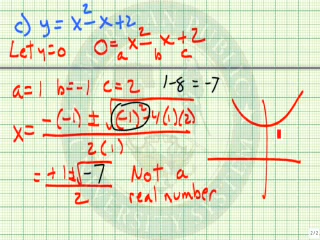 c) y = x² - x + 2
Let y = 0   0 = x² - x + 2
a   b   c
a = 1   b = -1   c = 2   1 - 8 = -7
x = (-(-1) ± √((-1)² - 4(1)(2))) / 2(1)
= (+1 ± √-7) / 2   Not a
real number